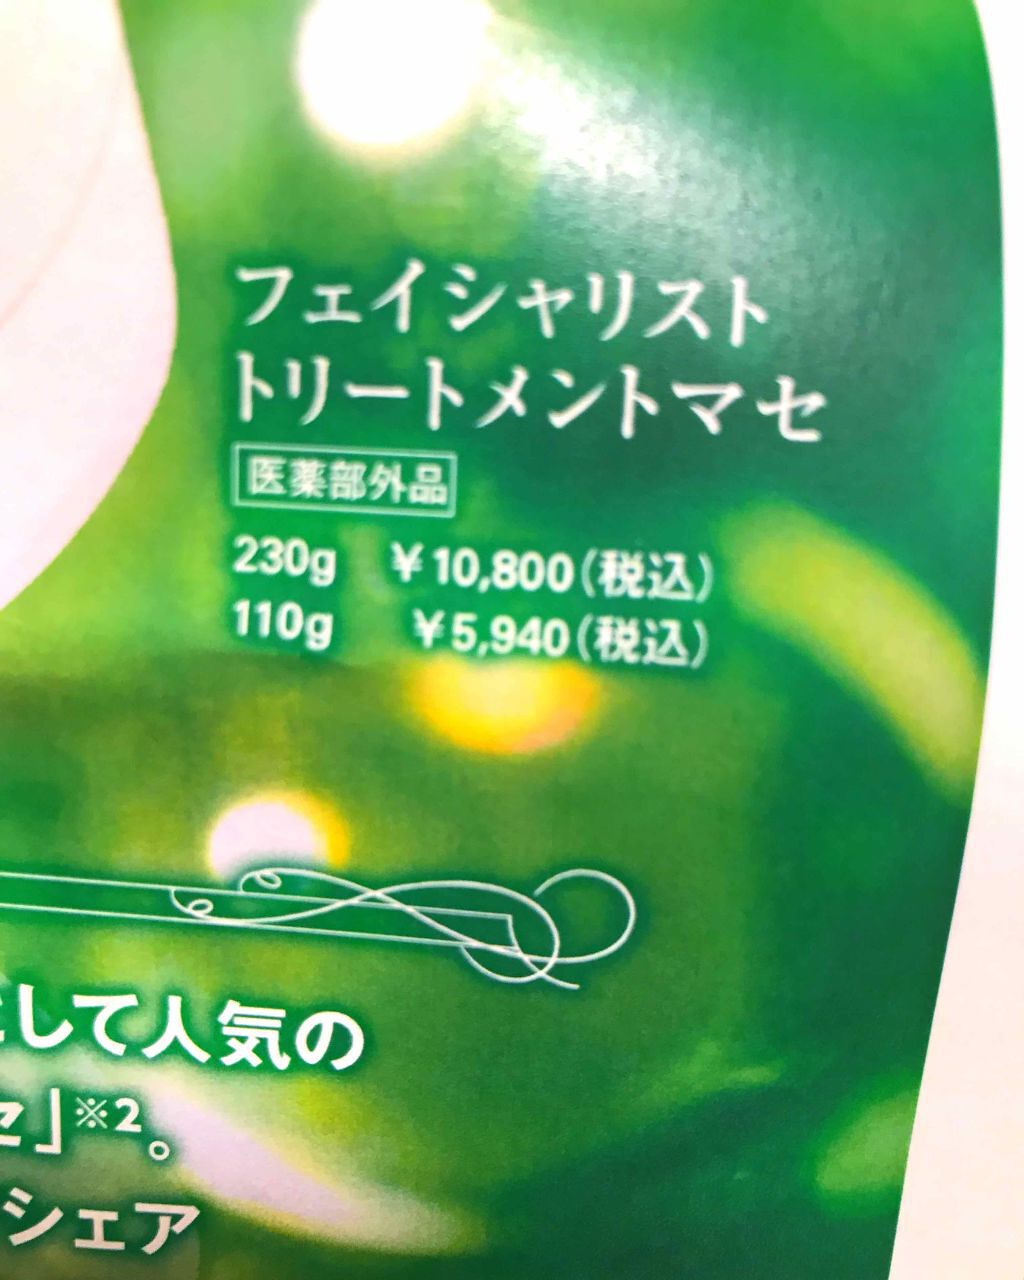 フェイシャリスト
トリートメントマセ
医薬部外品
230g ¥10,800(税込)
110g ¥5,940(税込)
して人気の
セ」※2。
シェア